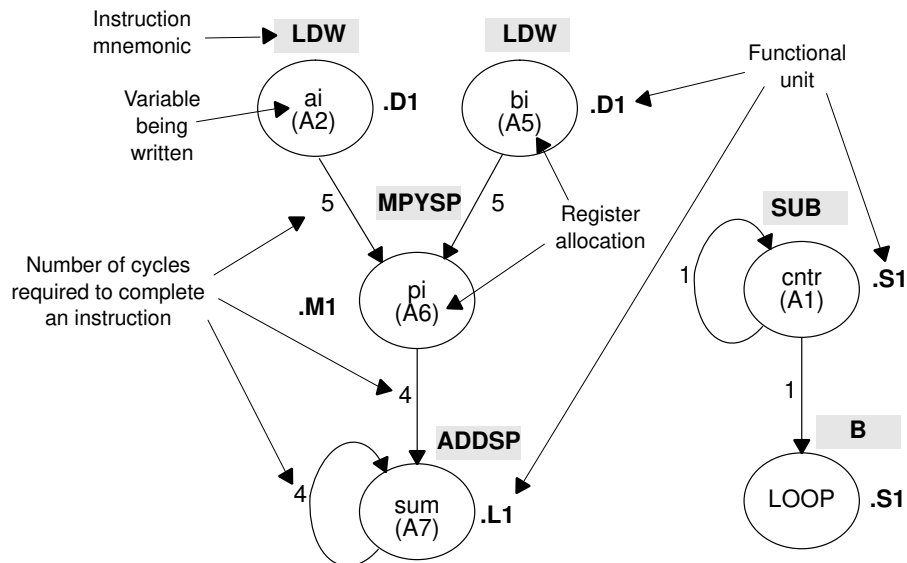 Instruction
mnemonic
LDW
LDW
Functional
unit
Variable
being
written
ai
(A2)
.D1
bi
(A5)
.D1
5
MPYSP
5
Register
allocation
SUB
Number of cycles
required to complete
an instruction
.M1
pi
(A6)
1
cntr
(A1)
.S1
4
1
ADDSP
B
4
sum
(A7)
.L1
LOOP
.S1